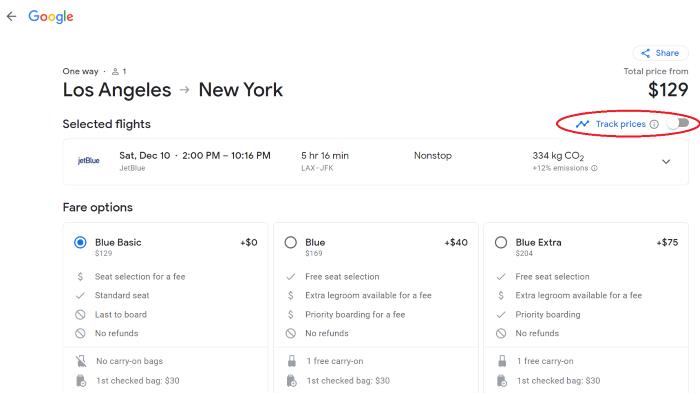 Google
Share
One way · 1
Total price from
Los Angeles → New York
$129
Selected flights
Track prices
jetBlue
Sat, Dec 10 · 2:00 PM – 10:16 PM
5 hr 16 min
Nonstop
334 kg CO2
JetBlue
LAX-JFK
+12% emissions
Fare options
Blue Basic +$0
$129
Seat selection for a fee
Standard seat
Last to board
No refunds
No carry-on bags
1st checked bag: $30
Blue +$40
$169
Free seat selection
Extra legroom available for a fee
Priority boarding for a fee
No refunds
1 free carry-on
1st checked bag: $30
Blue Extra +$75
$204
Free seat selection
Extra legroom available for a fee
Priority boarding
No refunds
1 free carry-on
1st checked bag: $30